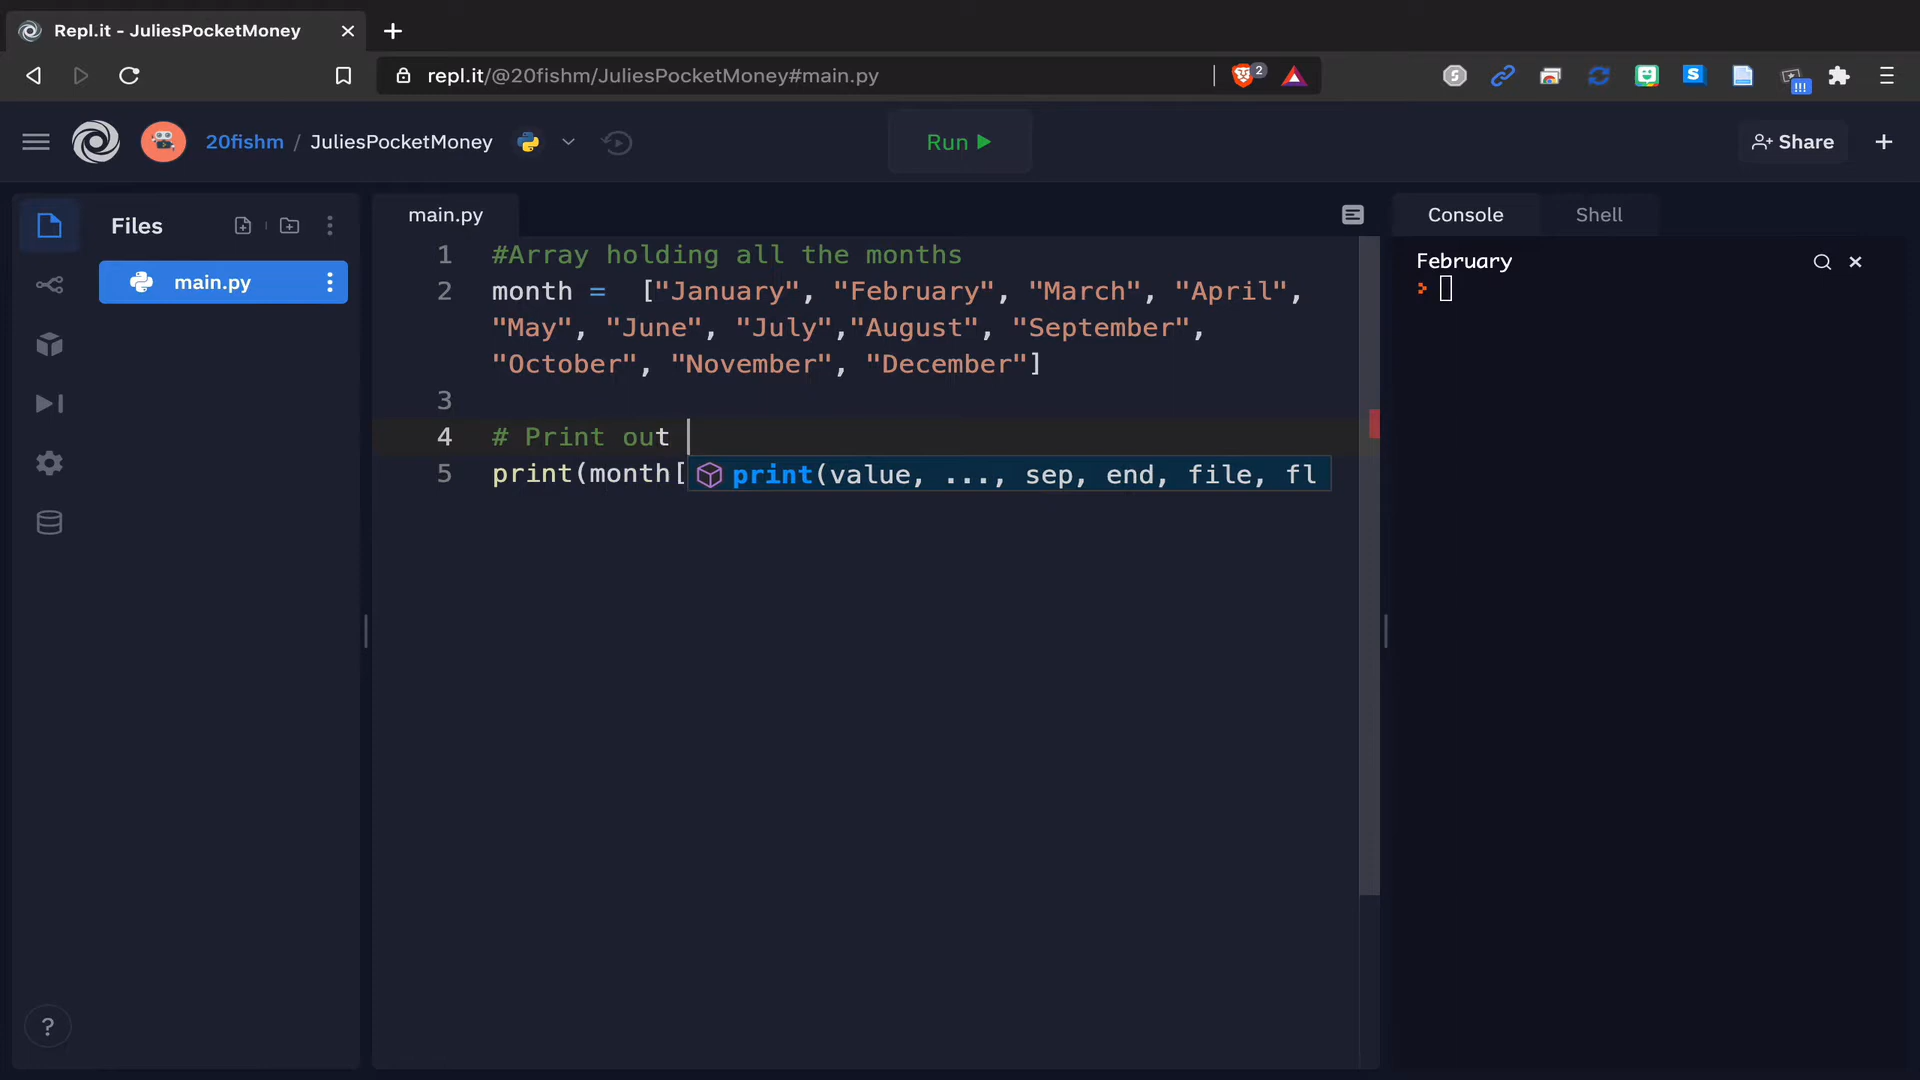 Repl.it - JuliesPocketMoney
repl.it/@20fishm/JuliesPocketMoney#main.py
2
S
S
!!!
20fishm / JuliesPocketMoney
Run
Share
Files
main.py
main.py
Console
Shell
1 #Array holding all the months
2 month =  ["January", "February", "March", "April",
"May", "June", "July","August", "September",
"October", "November", "December"]
3
4 # Print out
5 print(month[
print(value, ..., sep, end, file, fl
February
?